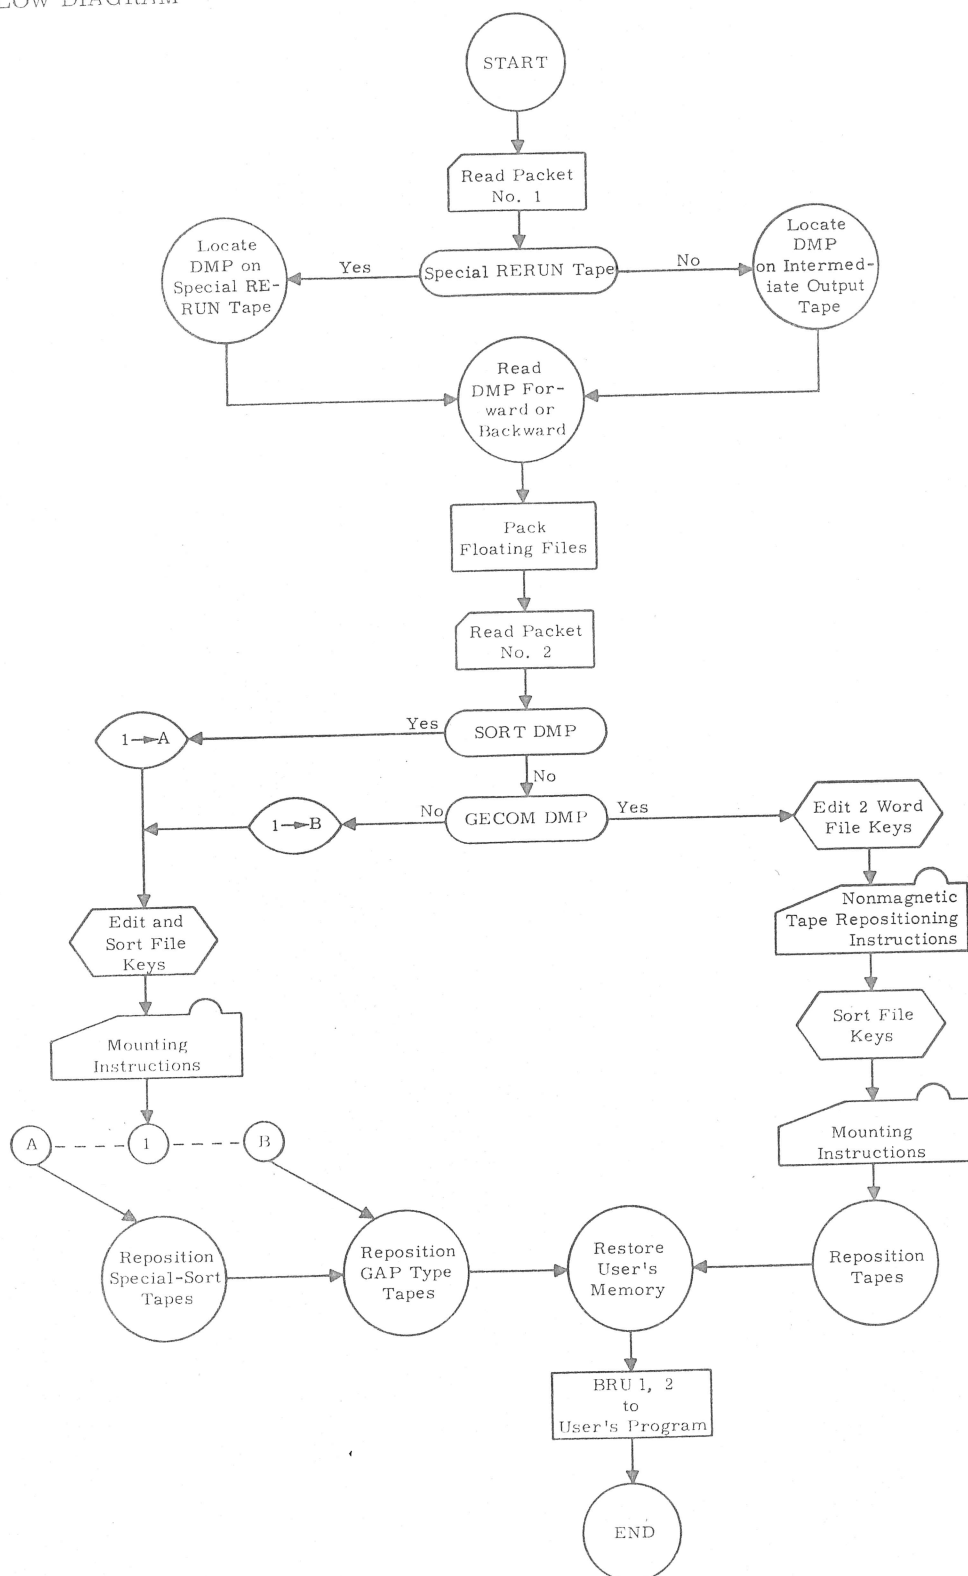 FLOW DIAGRAM
START
Read Packet
No. 1
Special RERUN Tape
Yes
No
Locate
DMP on
Special RE-
RUN Tape
Locate
DMP
on Intermed-
iate Output
Tape
Read
DMP For-
ward or
Backward
Pack
Floating Files
Read Packet
No. 2
SORT DMP
Yes
No
1→A
GECOM DMP
No
Yes
1→B
Edit 2 Word
File Keys
Nonmagnetic
Tape Repositioning
Instructions
Edit and
Sort File
Keys
Sort File
Keys
Mounting
Instructions
Mounting
Instructions
A
1
B
Reposition
Special-Sort
Tapes
Reposition
GAP Type
Tapes
Restore
User's
Memory
Reposition
Tapes
BRU 1, 2
to
User's Program
END